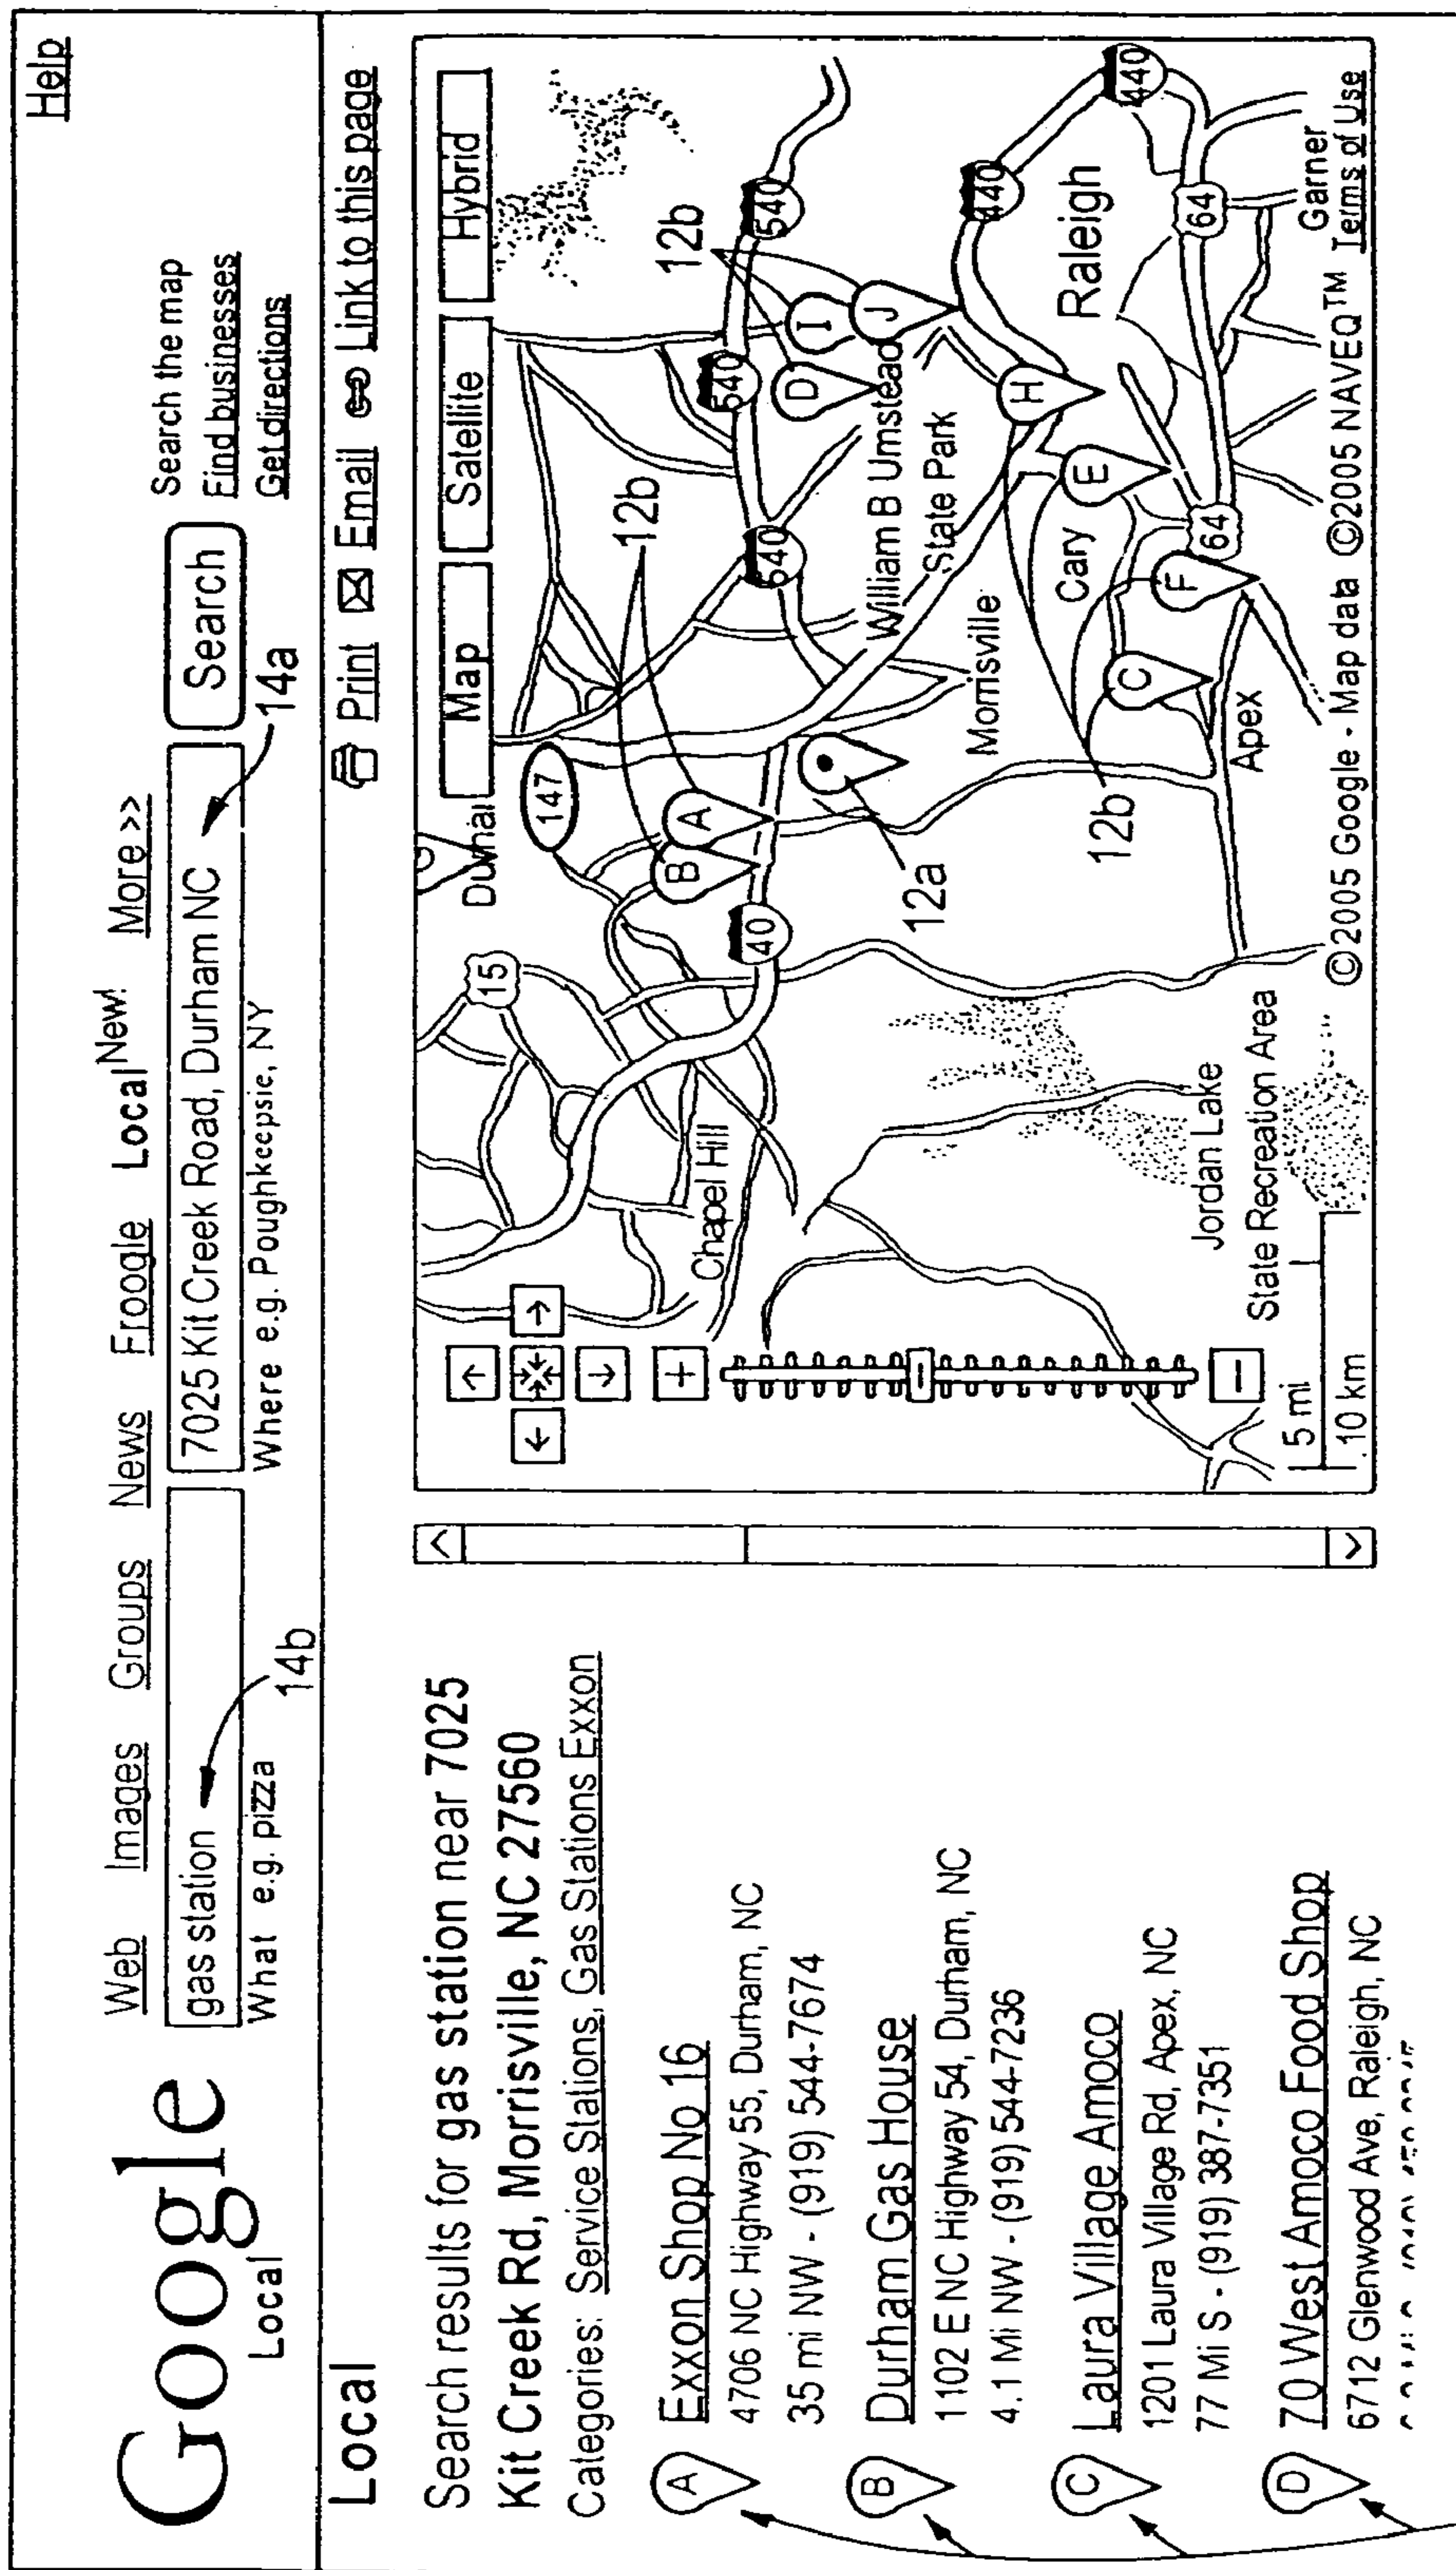 Help
Google
Local
Web Images Groups News Froogle Local New! More >>
gas station
7025 Kit Creek Road, Durham NC
Search
What e.g. pizza
Where e.g. Poughkeepsie, NY
14b
14a
Search the map
Find businesses
Get directions
Local
Print Email Link to this page
Search results for gas station near 7025
Kit Creek Rd, Morrisville, NC 27560
Categories: Service Stations, Gas Stations Exxon
A
Exxon Shop No 16
4706 NC Highway 55, Durham, NC
35 mi NW - (919) 544-7674
B
Durham Gas House
1102 E NC Highway 54, Durham, NC
4.1 Mi NW - (919) 544-7236
C
Laura Village Amoco
1201 Laura Village Rd, Apex, NC
77 Mi S - (919) 387-7351
D
70 West Amoco Food Shop
6712 Glenwood Ave, Raleigh, NC
Map
Satellite
Hybrid
15
147
12b
540
540
540
12b
Chapel Hill
B
A
40
D
I
J
12a
William B Umstead
State Park
440
440
Morrisville
H
Raleigh
Cary
E
12b
C
F
64
64
Apex
Jordan Lake
State Recreation Area
Garner
5 mi
10 km
©2005 Google - Map data ©2005 NAVEQ™ Terms of Use